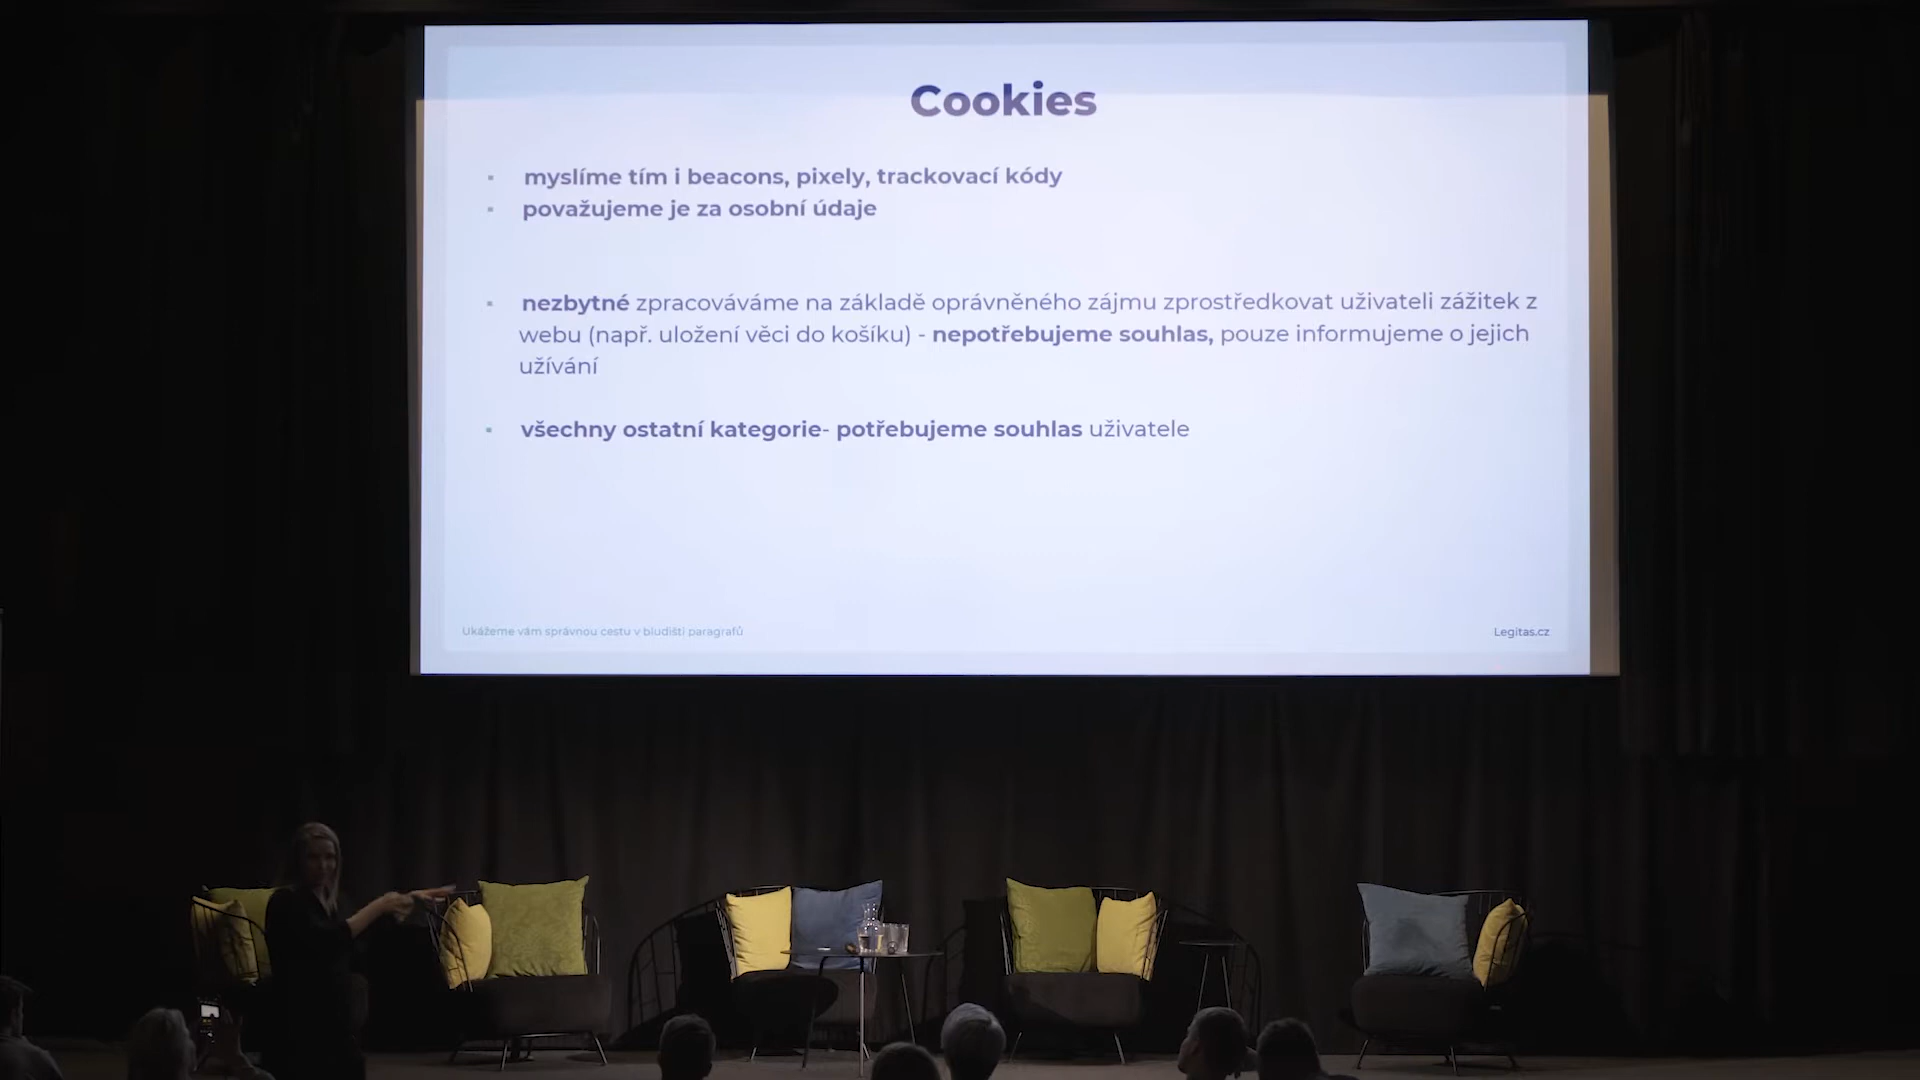 Cookies
myslíme tím i beacons, pixely, trackovací kódy
považujeme je za osobní údaje
nezbytné zpracováváme na základě oprávněného zájmu zprostředkovat uživateli zážitek z
webu (např. uložení věci do košíku) - nepotřebujeme souhlas, pouze informujeme o jejich
užívání
všechny ostatní kategorie- potřebujeme souhlas uživatele
Ukážeme vám správnou cestu v bludišti paragrafů
Legitas.cz